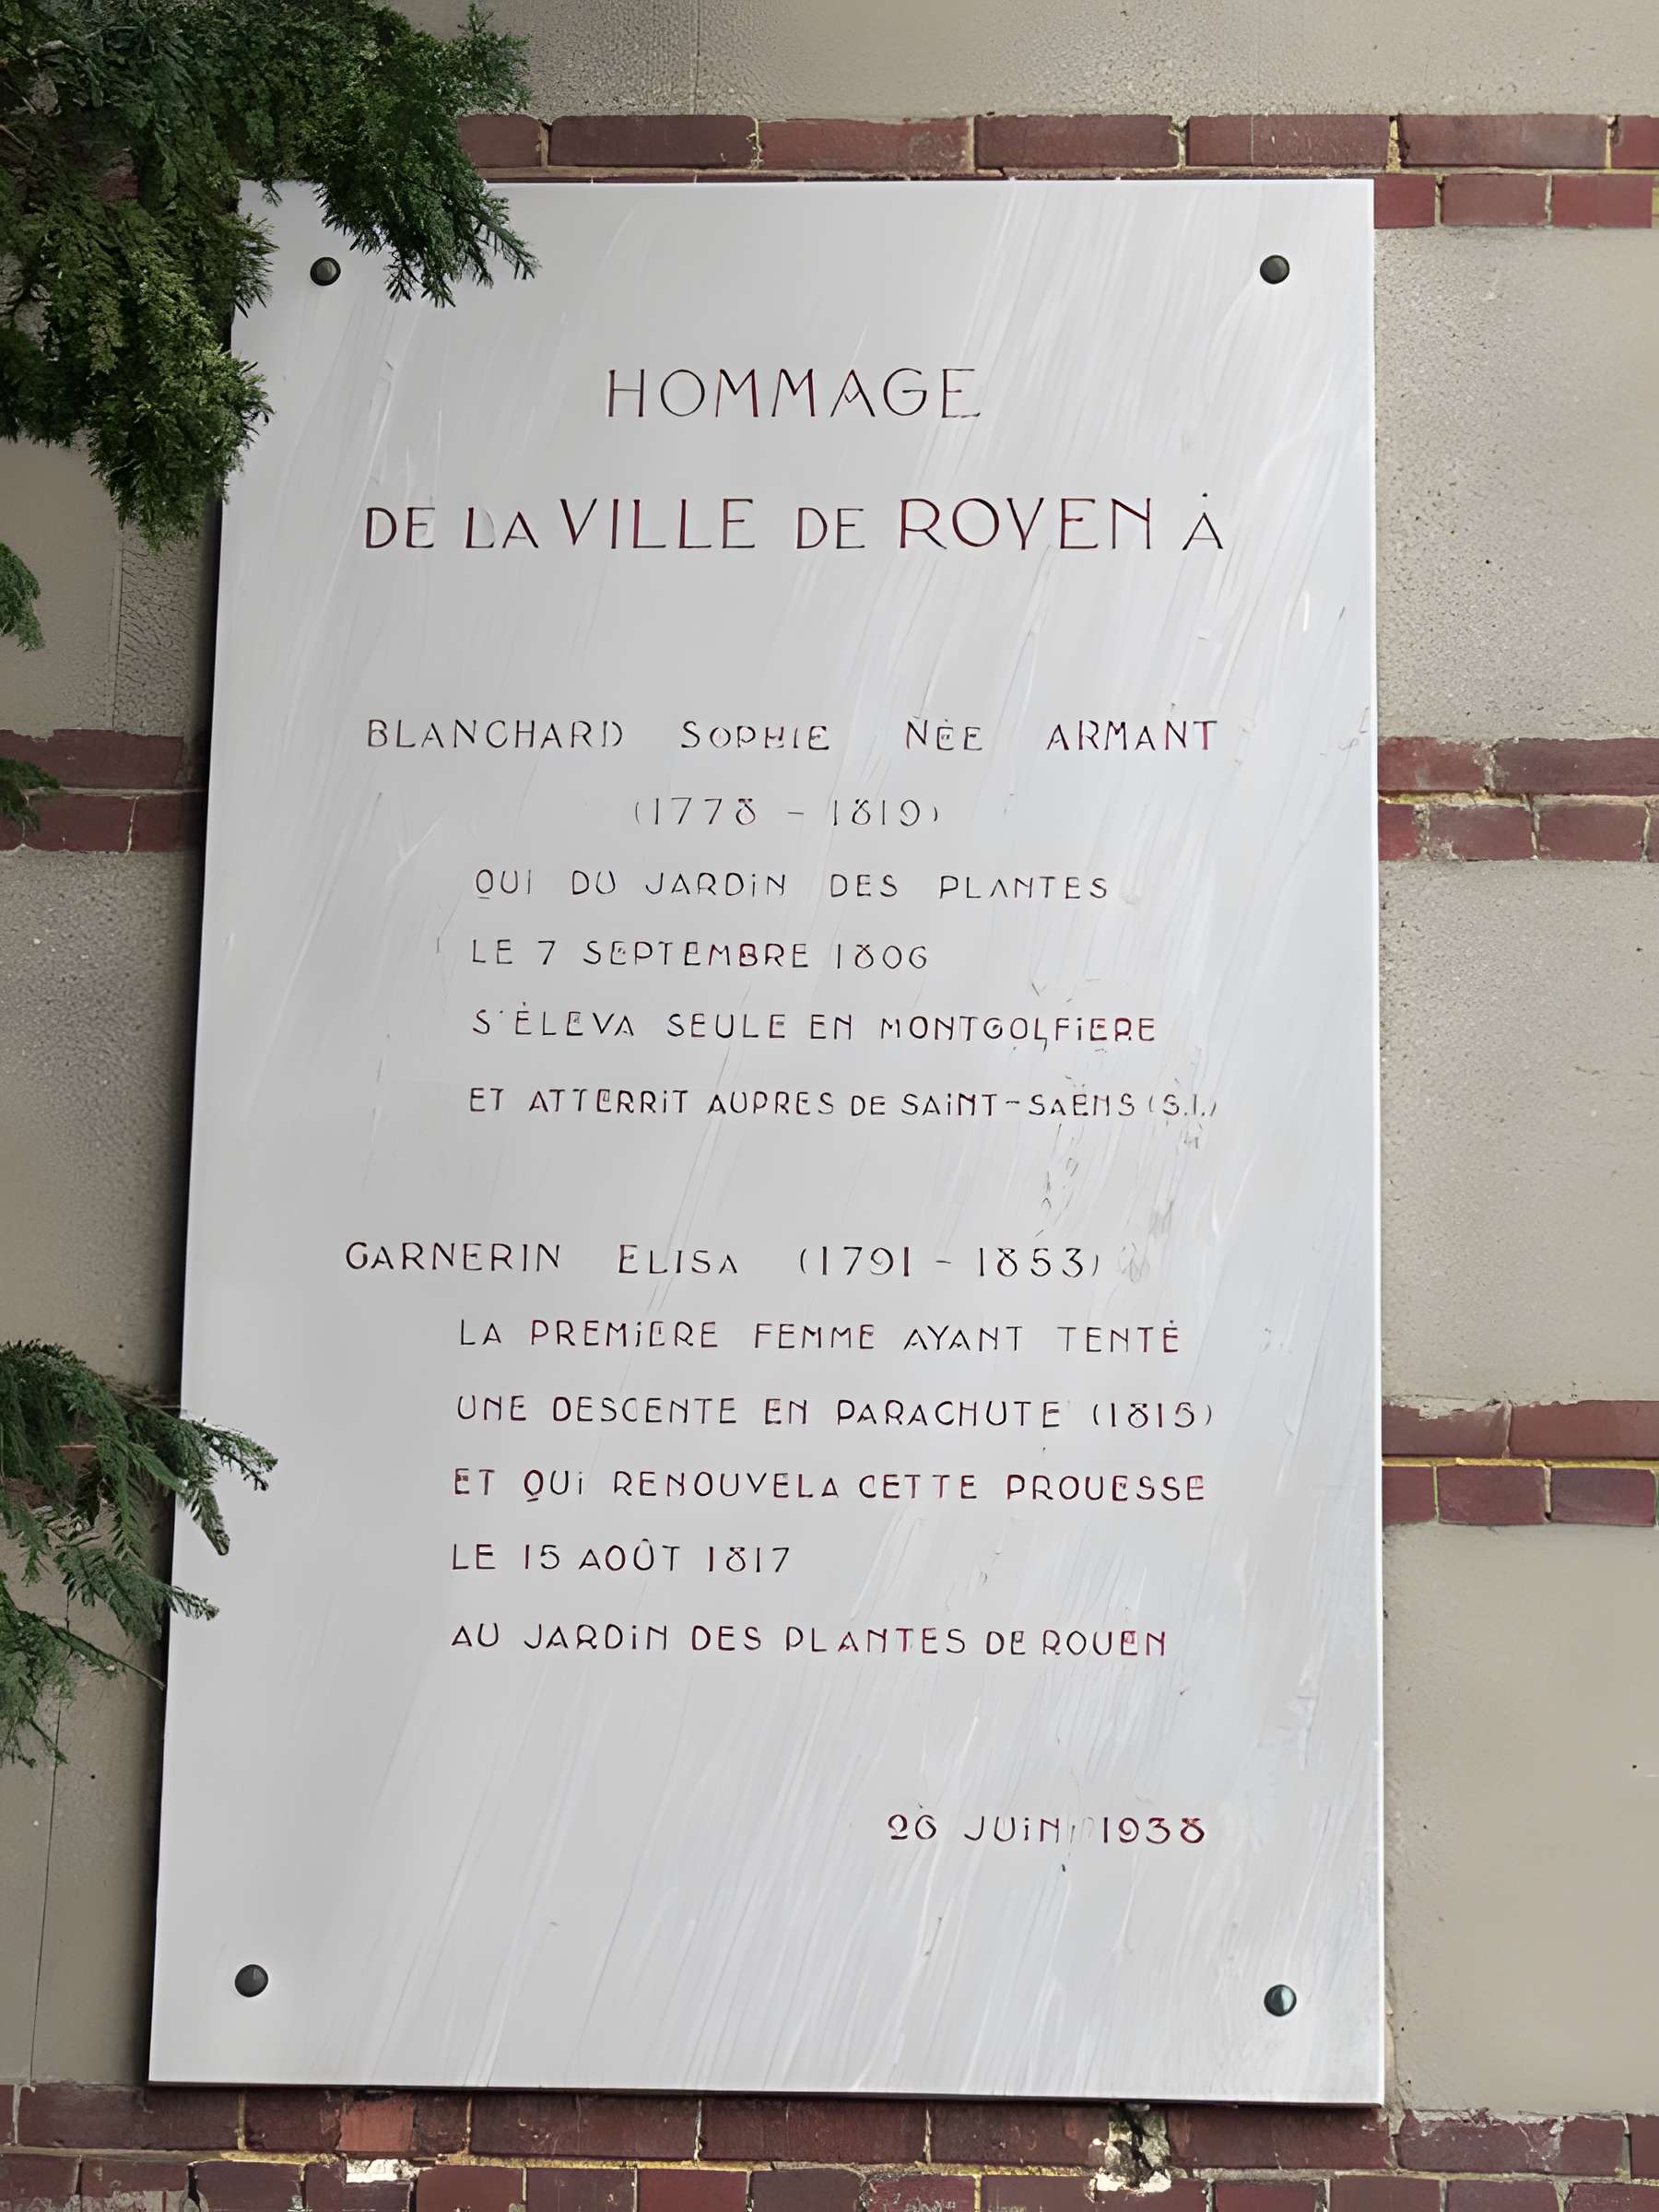 HOMMAGE
DE LA VILLE DE ROVEN À
BLANCHARD SOPHIE NÉE ARMANT
(1778 - 1819)
QUI DU JARDIN DES PLANTES
LE 7 SEPTEMBRE 1806
S'ÉLEVA SEULE EN MONTGOLFIERE
ET ATTERRIT AUPRES DE SAINT-SAËNS (S.I.)
GARNERIN ELISA (1791 - 1853)
LA PREMIERE FEMME AYANT TENTÉ
UNE DESCENTE EN PARACHUTE (1815)
ET QUI RENOUVELA CETTE PROUESSE
LE 15 AOÛT 1817
AU JARDIN DES PLANTES DE ROUEN
26 JUIN 1938